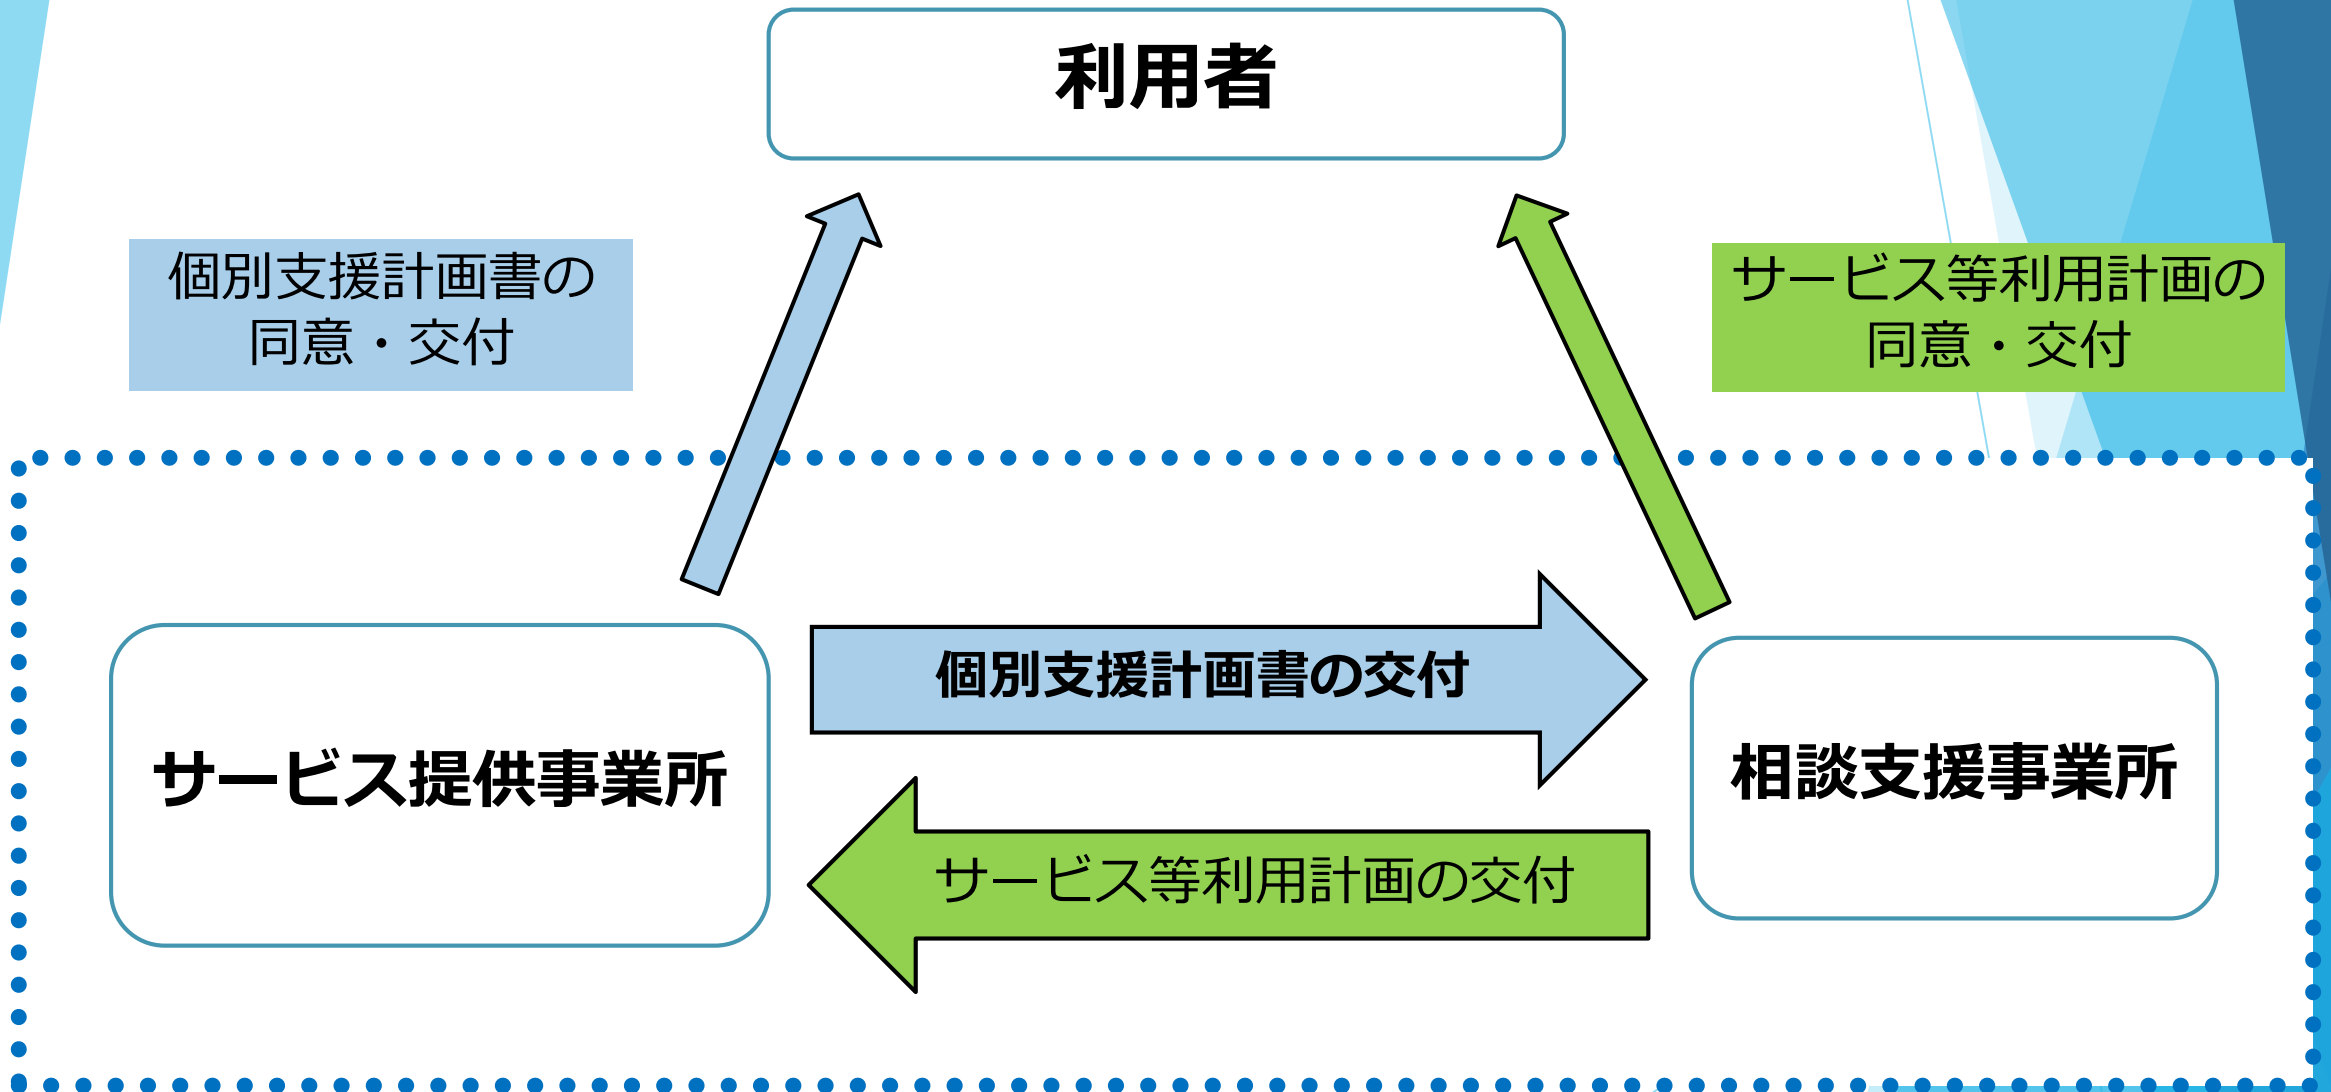 利用者
個別支援計画書の
同意・交付
サービス等利用計画の
同意・交付
個別支援計画書の交付
サービス提供事業所
相談支援事業所
サービス等利用計画の交付